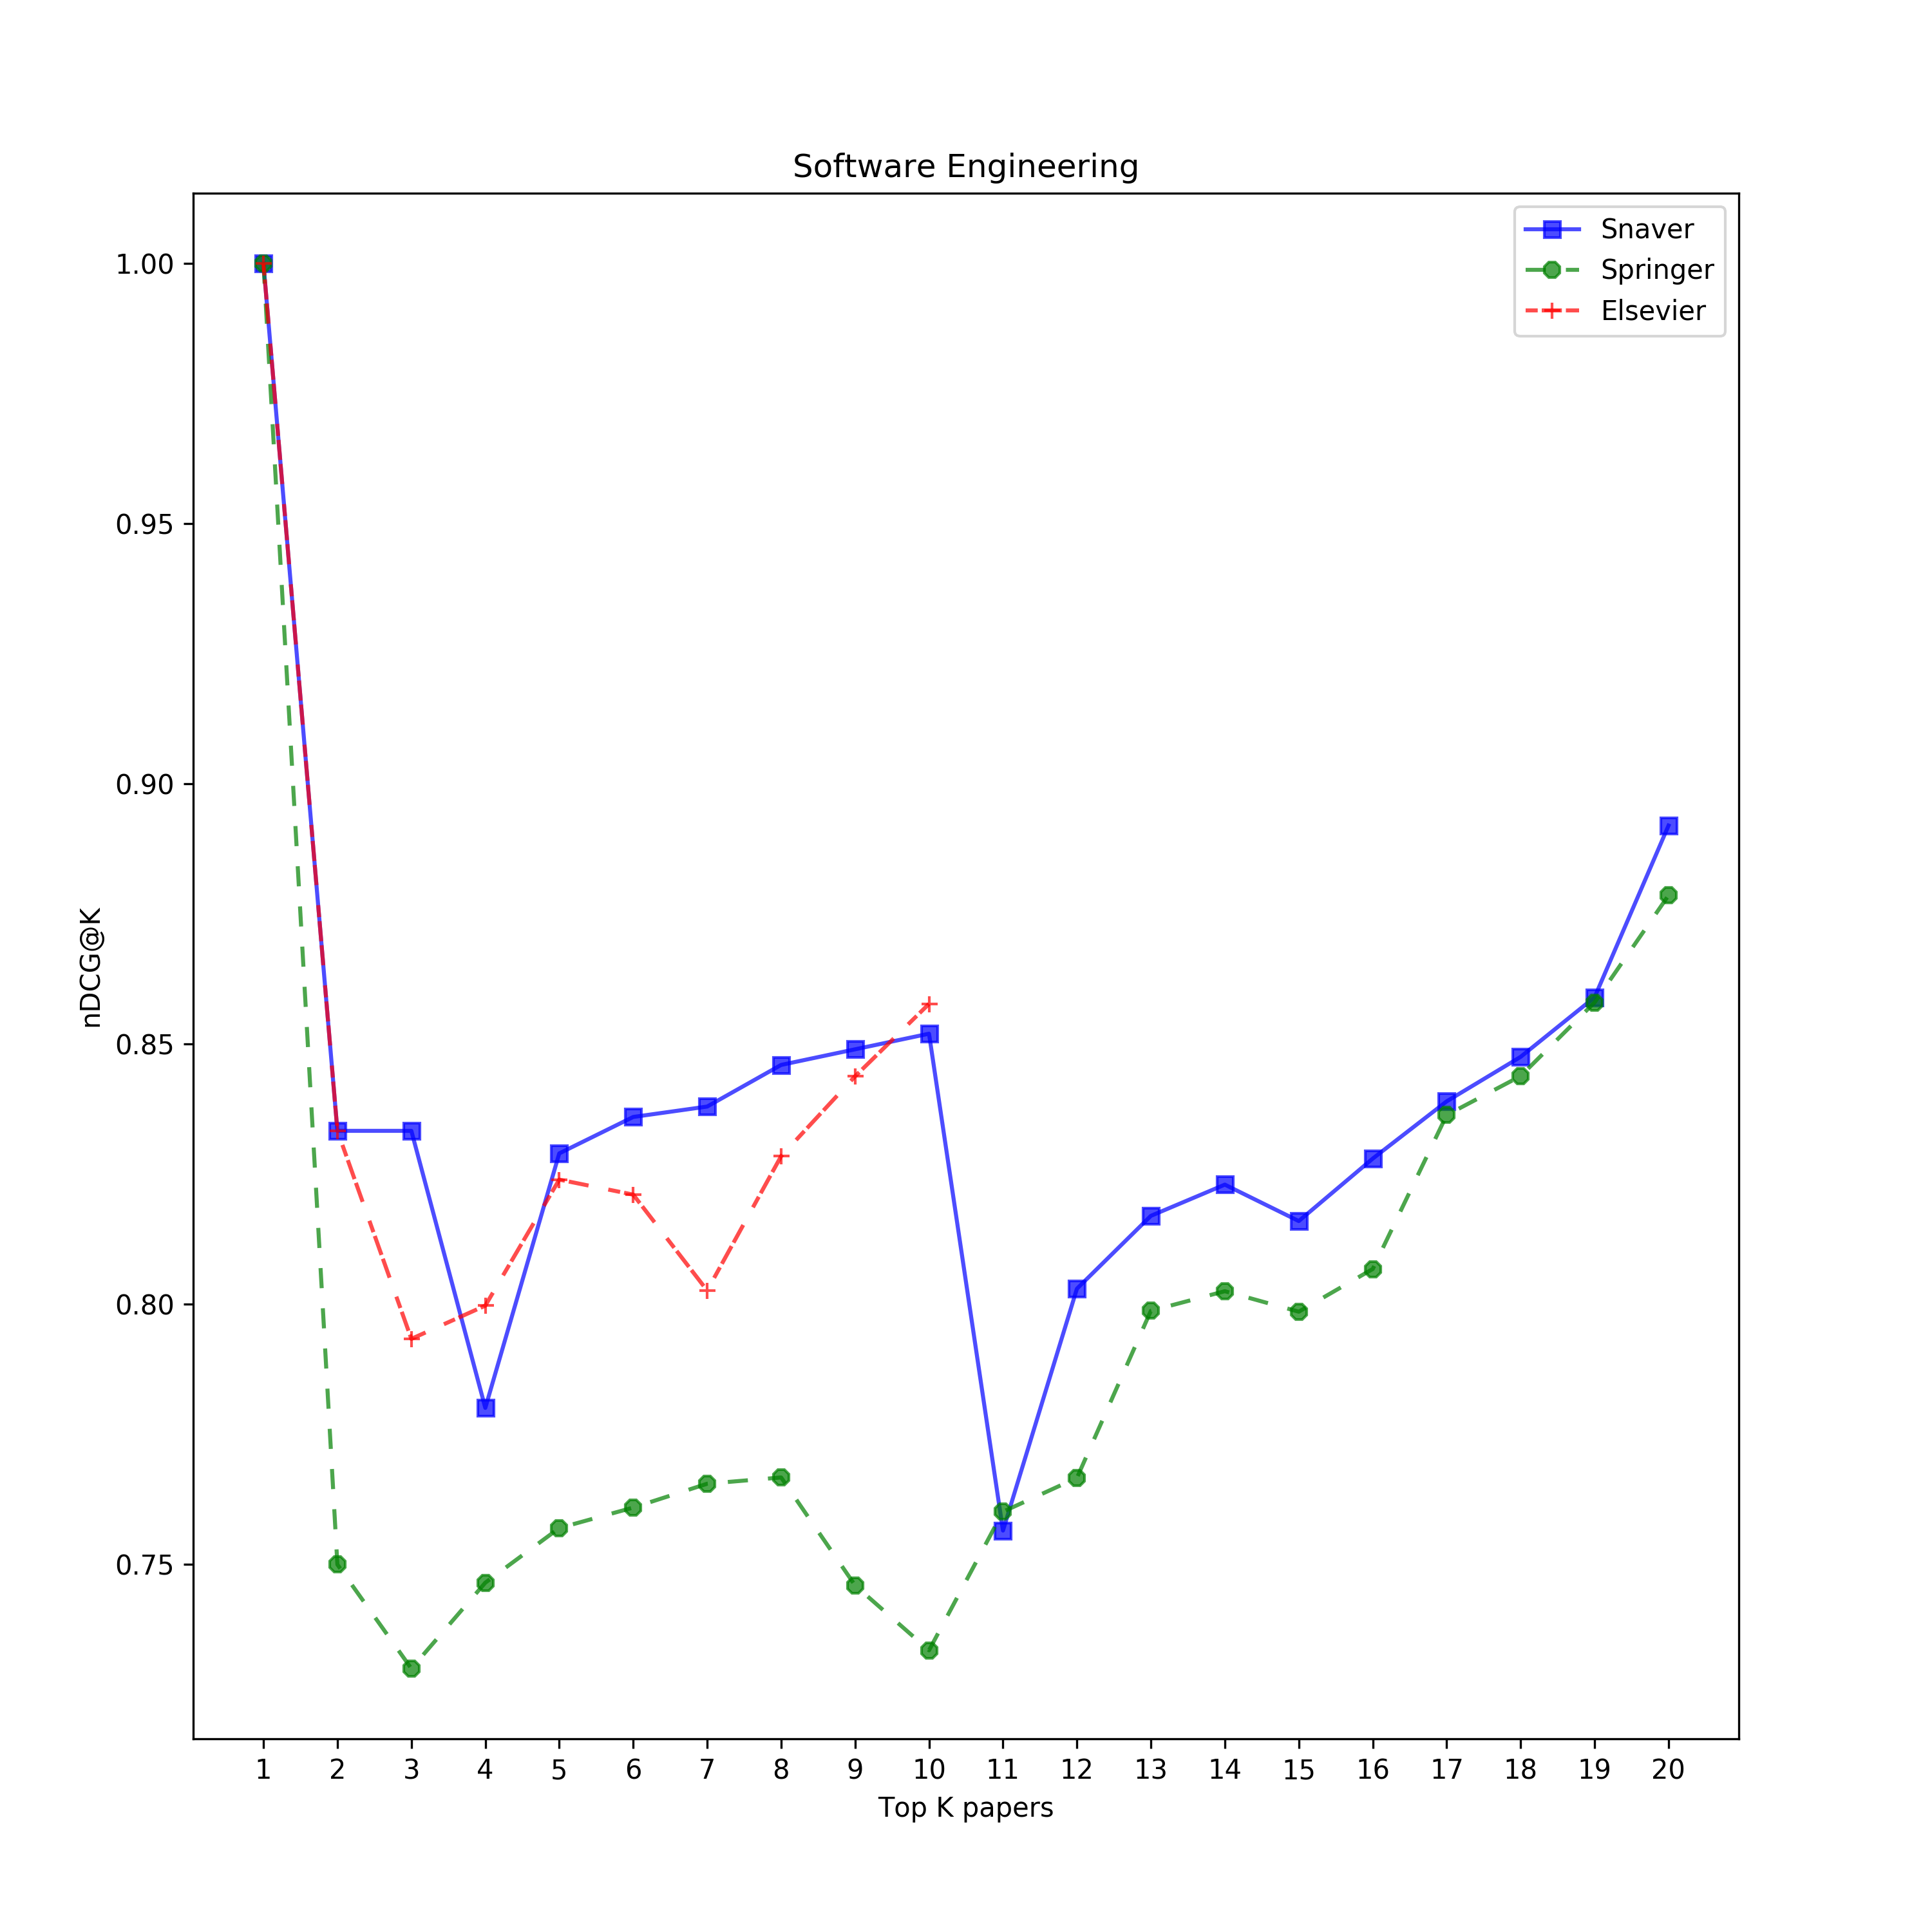 Software Engineering
Snaver
Springer
Elsevier
1.00
0.95
0.90
0.85
0.80
0.75
nDCG@K
1 2 3 4 5 6 7 8 9 10 11 12 13 14 15 16 17 18 19 20
Top K papers